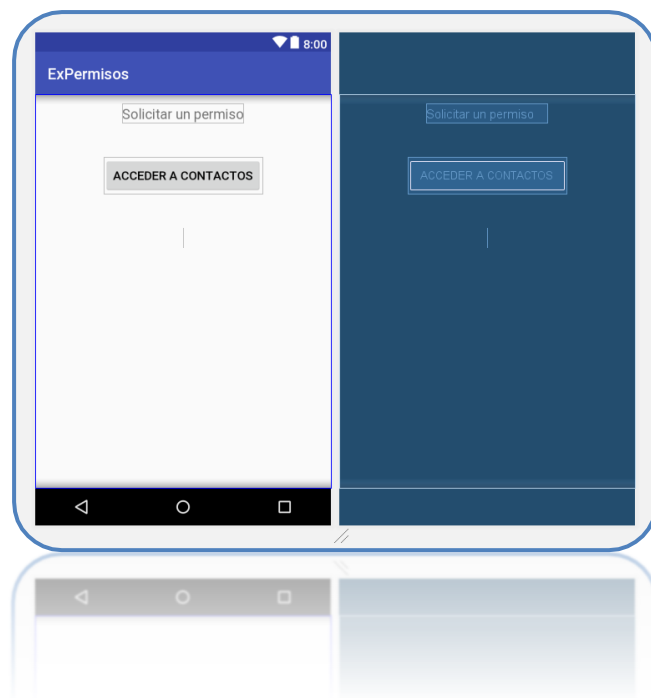 8:00
ExPermisos
Solicitar un permiso
ACCEDER A CONTACTOS
Solicitar un permiso
ACCEDER A CONTACTOS